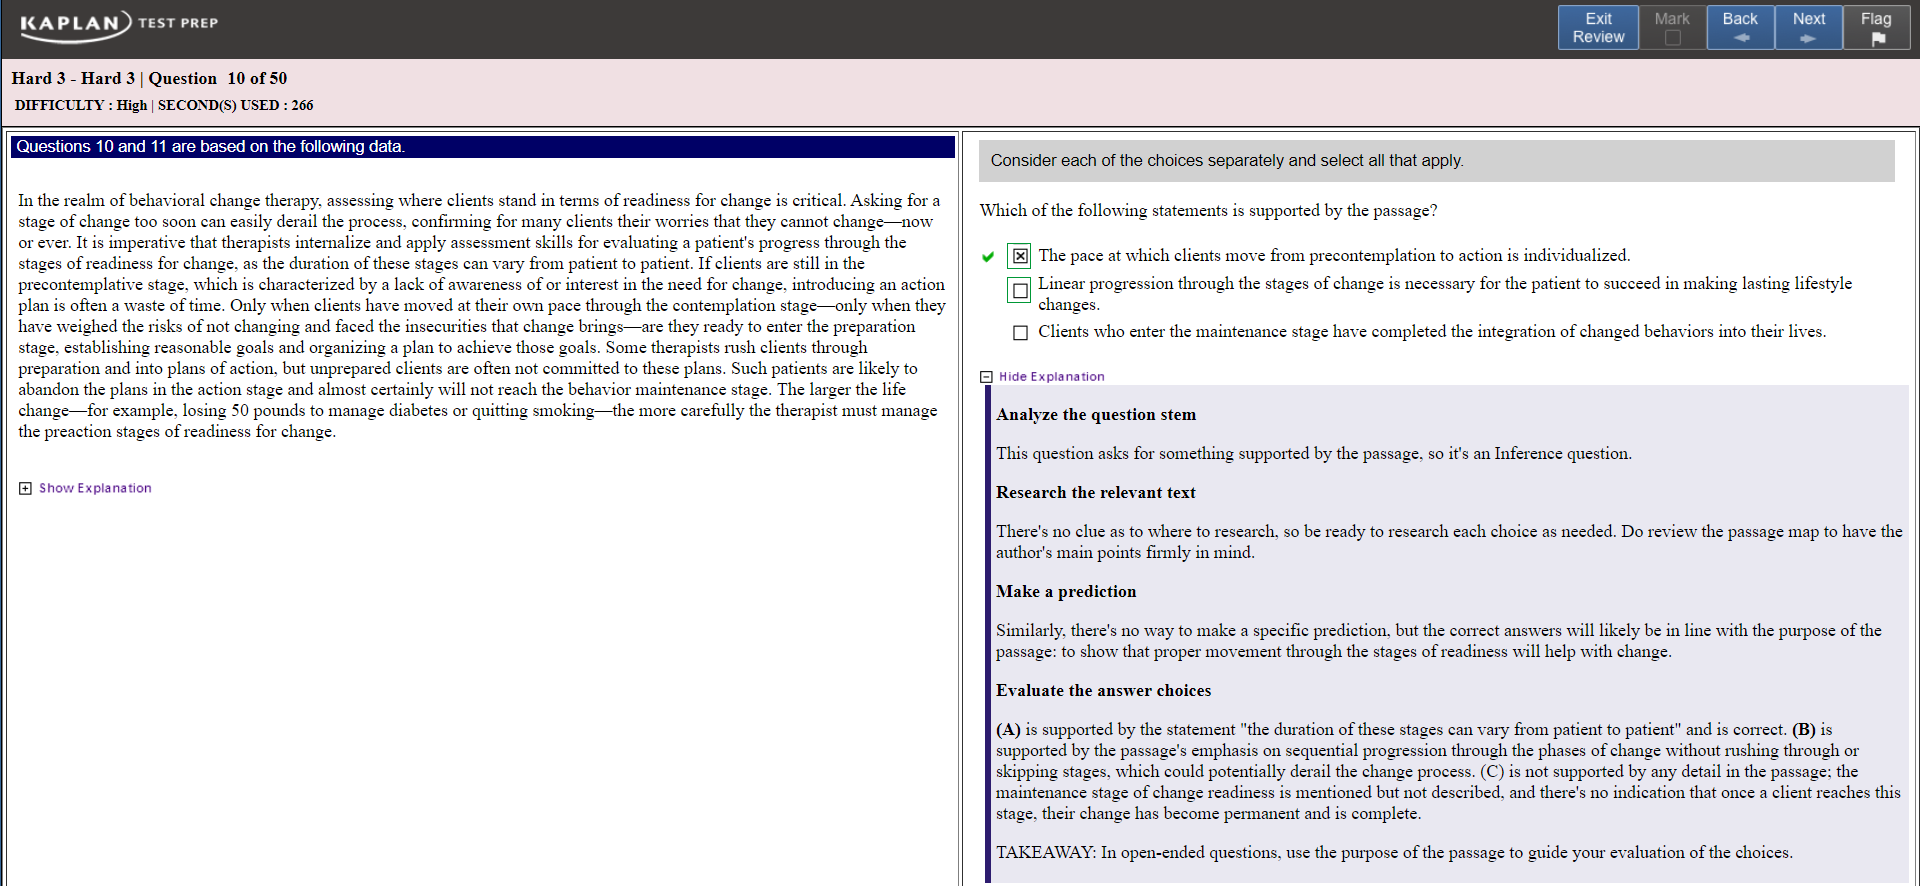 KAPLAN TEST PREP
Exit Review
Mark
Back
Next
Flag
Hard 3 - Hard 3 | Question 10 of 50
DIFFICULTY : High | SECOND(S) USED : 266
Questions 10 and 11 are based on the following data.
In the realm of behavioral change therapy, assessing where clients stand in terms of readiness for change is critical. Asking for a
stage of change too soon can easily derail the process, confirming for many clients their worries that they cannot change—now
or ever. It is imperative that therapists internalize and apply assessment skills for evaluating a patient's progress through the
stages of readiness for change, as the duration of these stages can vary from patient to patient. If clients are still in the
precontemplative stage, which is characterized by a lack of awareness of or interest in the need for change, introducing an action
plan is often a waste of time. Only when clients have moved at their own pace through the contemplation stage—only when they
have weighed the risks of not changing and faced the insecurities that change brings—are they ready to enter the preparation
stage, establishing reasonable goals and organizing a plan to achieve those goals. Some therapists rush clients through
preparation and into plans of action, but unprepared clients are often not committed to these plans. Such patients are likely to
abandon the plans in the action stage and almost certainly will not reach the behavior maintenance stage. The larger the life
change—for example, losing 50 pounds to manage diabetes or quitting smoking—the more carefully the therapist must manage
the preaction stages of readiness for change.
Show Explanation
Consider each of the choices separately and select all that apply.
Which of the following statements is supported by the passage?
The pace at which clients move from precontemplation to action is individualized.
Linear progression through the stages of change is necessary for the patient to succeed in making lasting lifestyle
changes.
Clients who enter the maintenance stage have completed the integration of changed behaviors into their lives.
Hide Explanation
Analyze the question stem
This question asks for something supported by the passage, so it's an Inference question.
Research the relevant text
There's no clue as to where to research, so be ready to research each choice as needed. Do review the passage map to have the
author's main points firmly in mind.
Make a prediction
Similarly, there's no way to make a specific prediction, but the correct answers will likely be in line with the purpose of the
passage: to show that proper movement through the stages of readiness will help with change.
Evaluate the answer choices
(A) is supported by the statement "the duration of these stages can vary from patient to patient" and is correct. (B) is
supported by the passage's emphasis on sequential progression through the phases of change without rushing through or
skipping stages, which could potentially derail the change process. (C) is not supported by any detail in the passage; the
maintenance stage of change readiness is mentioned but not described, and there's no indication that once a client reaches this
stage, their change has become permanent and is complete.
TAKEAWAY: In open-ended questions, use the purpose of the passage to guide your evaluation of the choices.